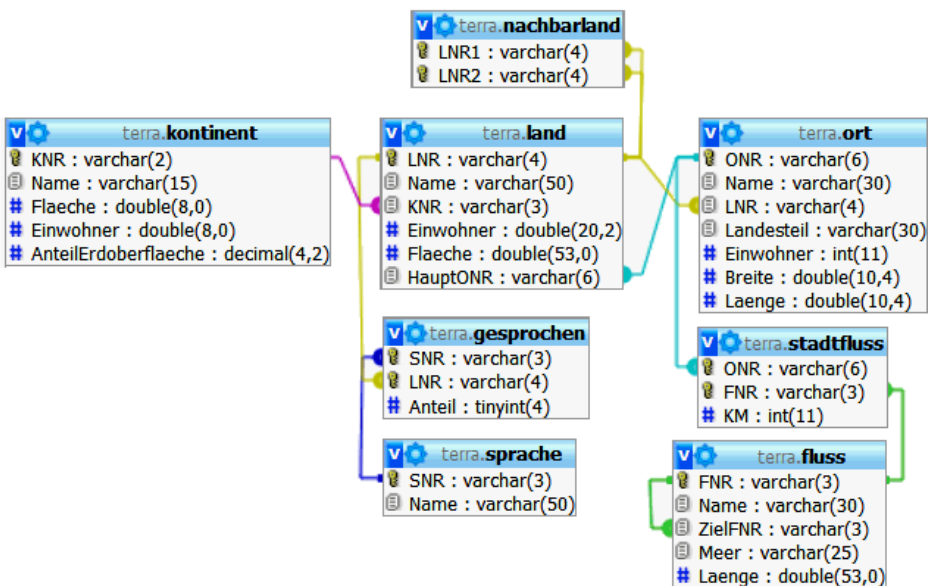 terra.nachbarland
LNR1 : varchar(4)
LNR2 : varchar(4)
terra.kontinent
KNR : varchar(2)
Name : varchar(15)
# Flaeche : double(8,0)
# Einwohner : double(8,0)
# AnteilErdoberflaeche : decimal(4,2)
terra.land
LNR : varchar(4)
Name : varchar(50)
KNR : varchar(3)
# Einwohner : double(20,2)
# Flaeche : double(53,0)
HauptONR : varchar(6)
terra.ort
ONR : varchar(6)
Name : varchar(30)
LNR : varchar(4)
Landesteil : varchar(30)
# Einwohner : int(11)
# Breite : double(10,4)
# Laenge : double(10,4)
terra.gesprochen
SNR : varchar(3)
LNR : varchar(4)
# Anteil : tinyint(4)
terra.stadtfluss
ONR : varchar(6)
FNR : varchar(3)
# KM : int(11)
terra.sprache
SNR : varchar(3)
Name : varchar(50)
terra.fluss
FNR : varchar(3)
Name : varchar(30)
ZielFNR : varchar(3)
Meer : varchar(25)
# Laenge : double(53,0)